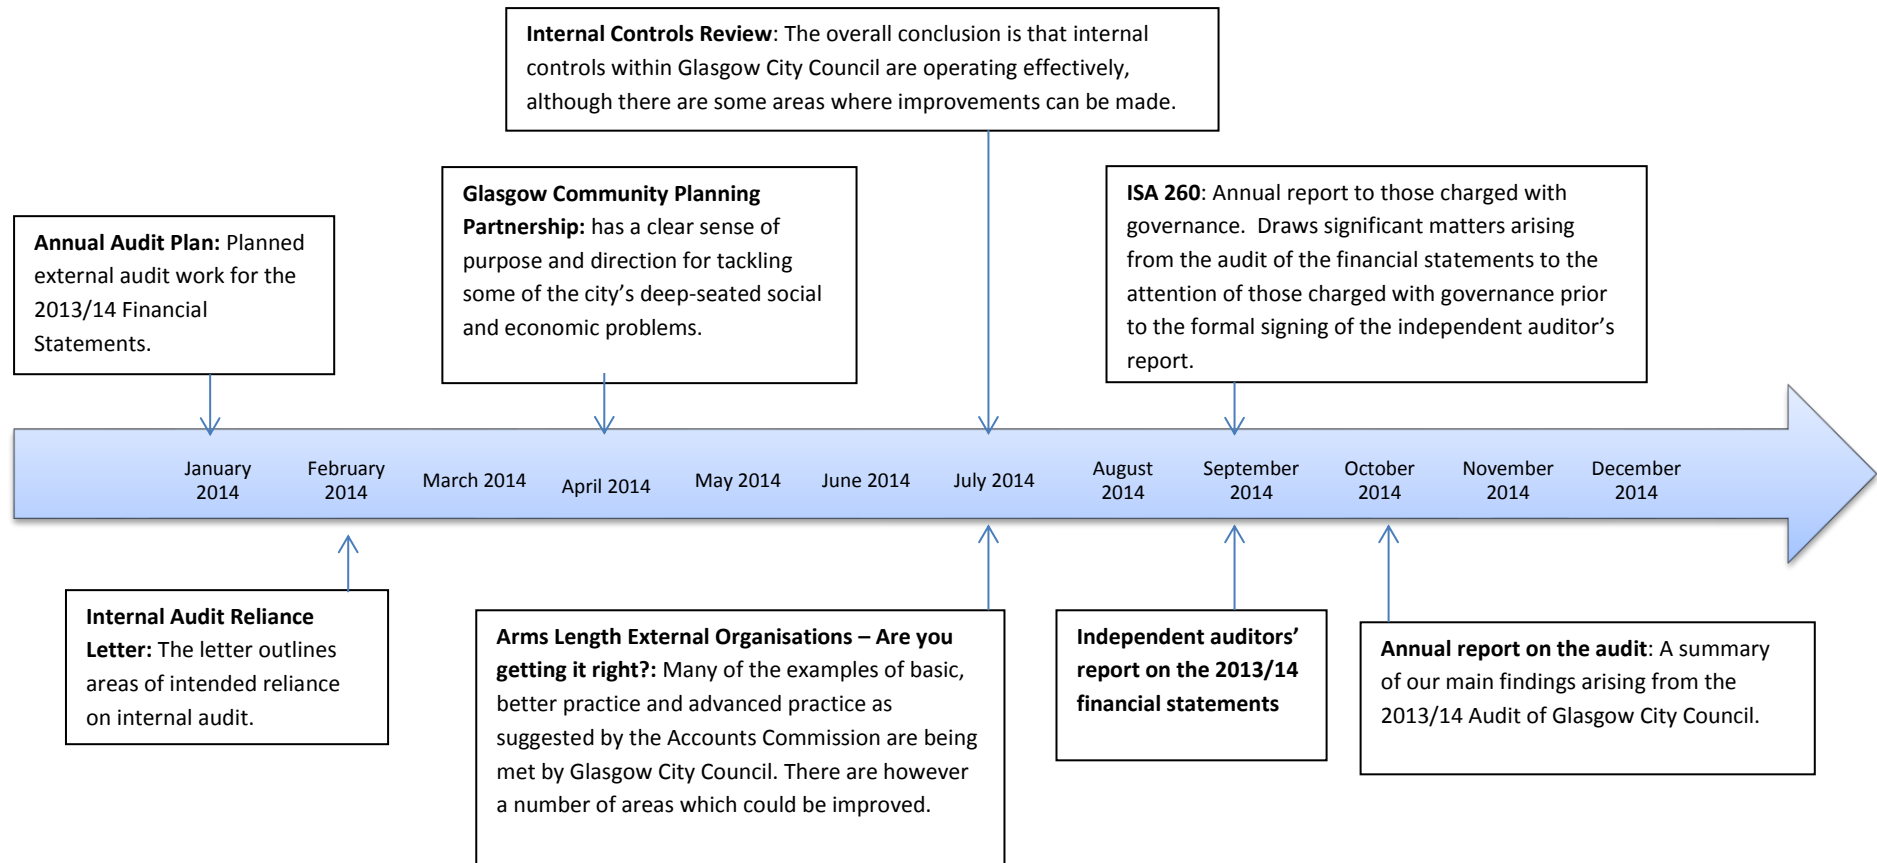 Internal Controls Review: The overall conclusion is that internal
controls within Glasgow City Council are operating effectively,
although there are some areas where improvements can be made.
Annual Audit Plan: Planned
external audit work for the
2013/14 Financial
Statements.
Glasgow Community Planning
Partnership: has a clear sense of
purpose and direction for tackling
some of the city’s deep-seated social
and economic problems.
ISA 260: Annual report to those charged with
governance.  Draws significant matters arising
from the audit of the financial statements to the
attention of those charged with governance prior
to the formal signing of the independent auditor’s
report.
January
2014
February
2014
March 2014
April 2014
May 2014
June 2014
July 2014
August
2014
September
2014
October
2014
November
2014
December
2014
Internal Audit Reliance
Letter: The letter outlines
areas of intended reliance
on internal audit.
Arms Length External Organisations – Are you
getting it right?: Many of the examples of basic,
better practice and advanced practice as
suggested by the Accounts Commission are being
met by Glasgow City Council. There are however
a number of areas which could be improved.
Independent auditors’
report on the 2013/14
financial statements
Annual report on the audit: A summary
of our main findings arising from the
2013/14 Audit of Glasgow City Council.